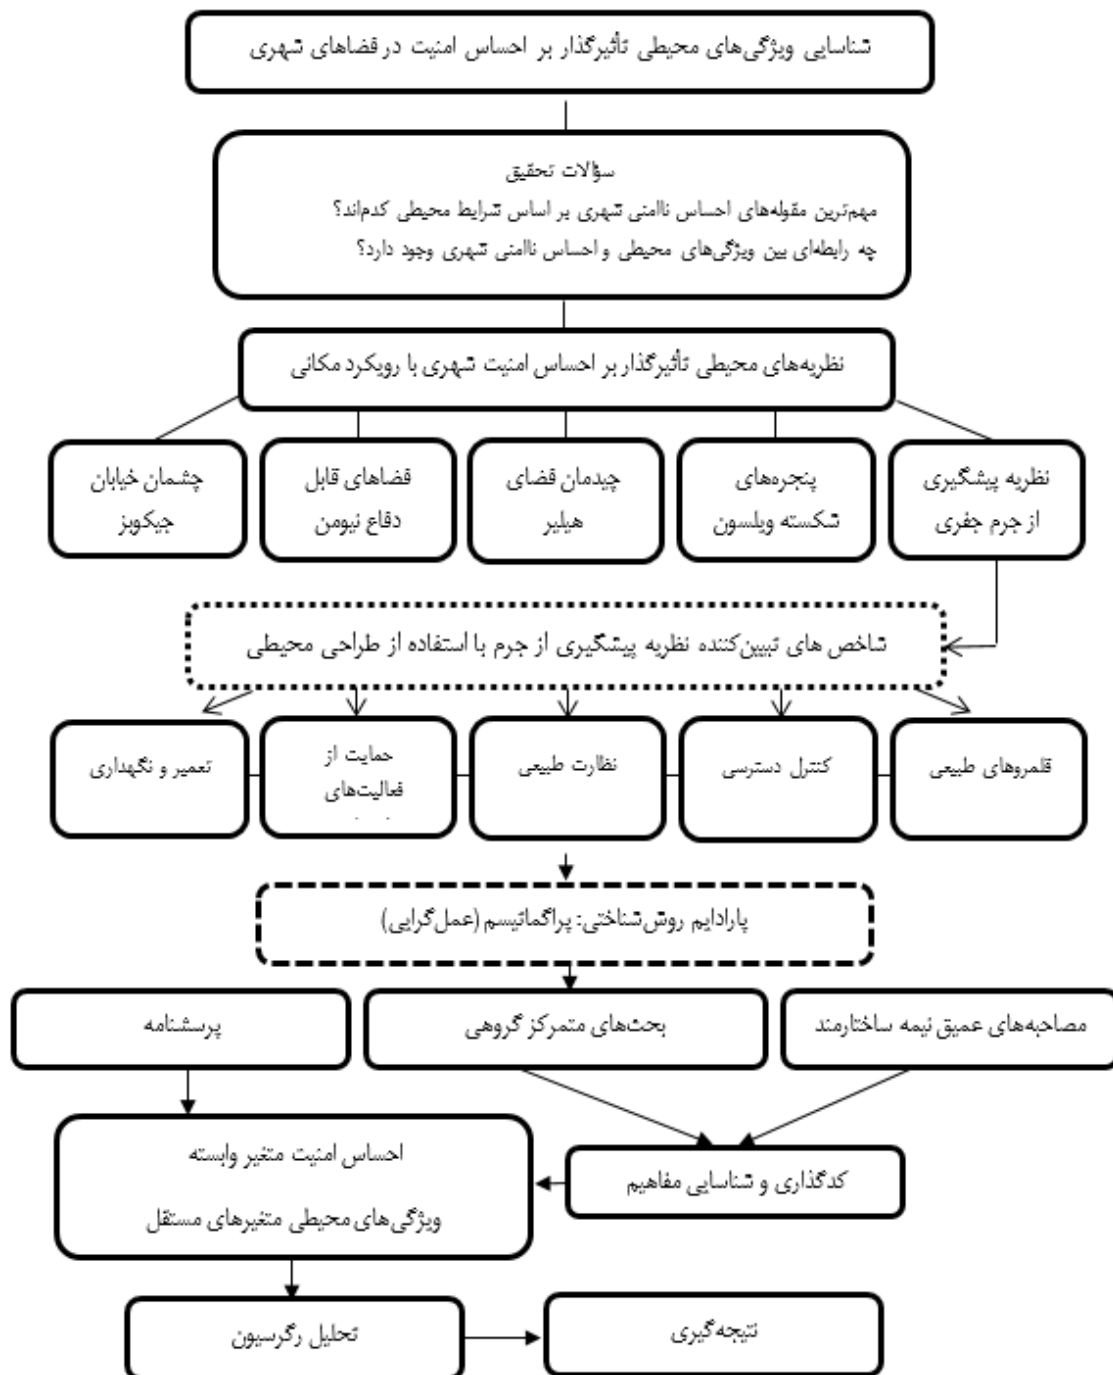 شناسایی ویژگی‌های محیطی تأثیرگذار بر احساس امنیت در فضاهای شهری
سؤالات تحقیق
مهم‌ترین مقوله‌های احساس ناامنی شهری بر اساس شرایط محیطی کدم‌اند؟
چه رابطه‌ای بین ویژگی‌های محیطی و احساس ناامنی شهری وجود دارد؟
نظریه‌های محیطی تأثیرگذار بر احساس امنیت شهری با رویکرد مکانی
نظریه پیشگیری
از جرم جفری
پنجره‌های
شکسته ویلسون
چیدمان فضای
هیلیر
فضاهای قابل
دفاع نیومن
چشمان خیابان
جیکوبز
شاخص های تبیین‌کننده نظریه پیشگیری از جرم با استفاده از طراحی محیطی
قلمروهای طبیعی
کنترل دسترسی
نظارت طبیعی
حمایت از
فعالیت‌های
تعمیر و نگهداری
پارادایم روش‌شناختی: پراگماتیسم (عمل‌گرایی)
مصاحبه‌های عمیق نیمه ساختارمند
بحث‌های متمرکز گروهی
پرسشنامه
کدگذاری و شناسایی مفاهیم
احساس امنیت متغیر وابسته
ویژگی‌های محیطی متغیرهای مستقل
تحلیل رگرسیون
نتیجه‌گیری